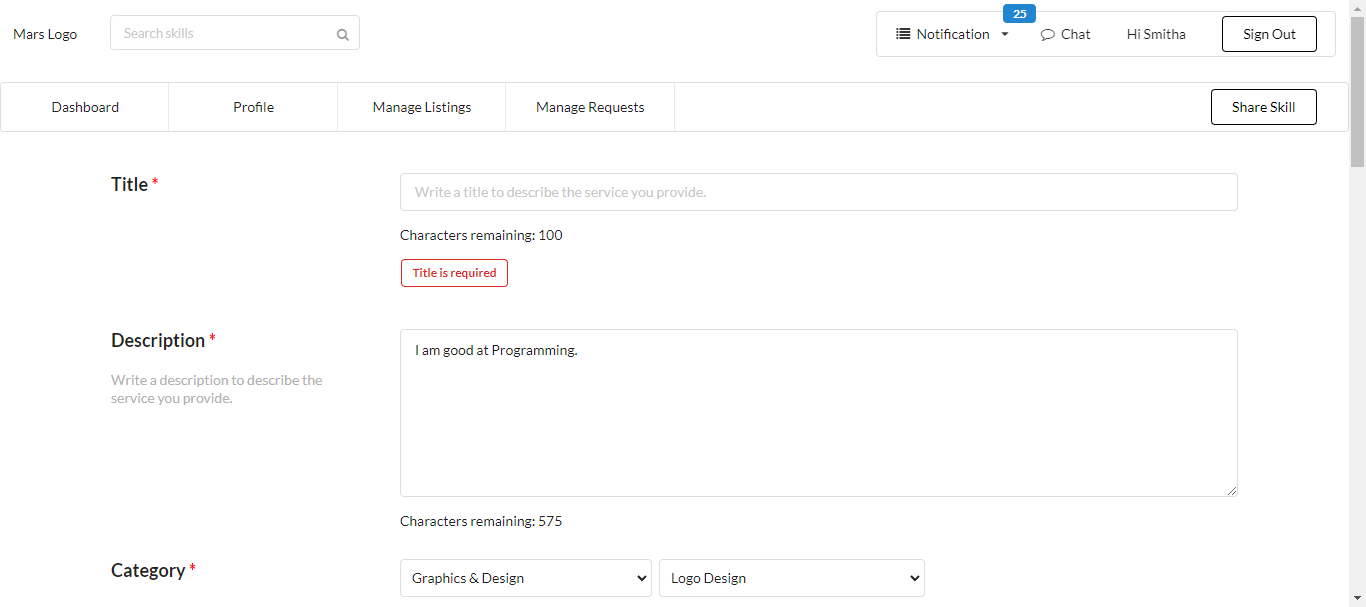 25
Mars Logo
Search skills
Notification
Chat
Hi Smitha
Sign Out
Dashboard
Profile
Manage Listings
Manage Requests
Share Skill
Title *
Write a title to describe the service you provide.
Characters remaining: 100
Title is required
Description *
Write a description to describe the
service you provide.
I am good at Programming.
Characters remaining: 575
Category *
Graphics & Design
Logo Design